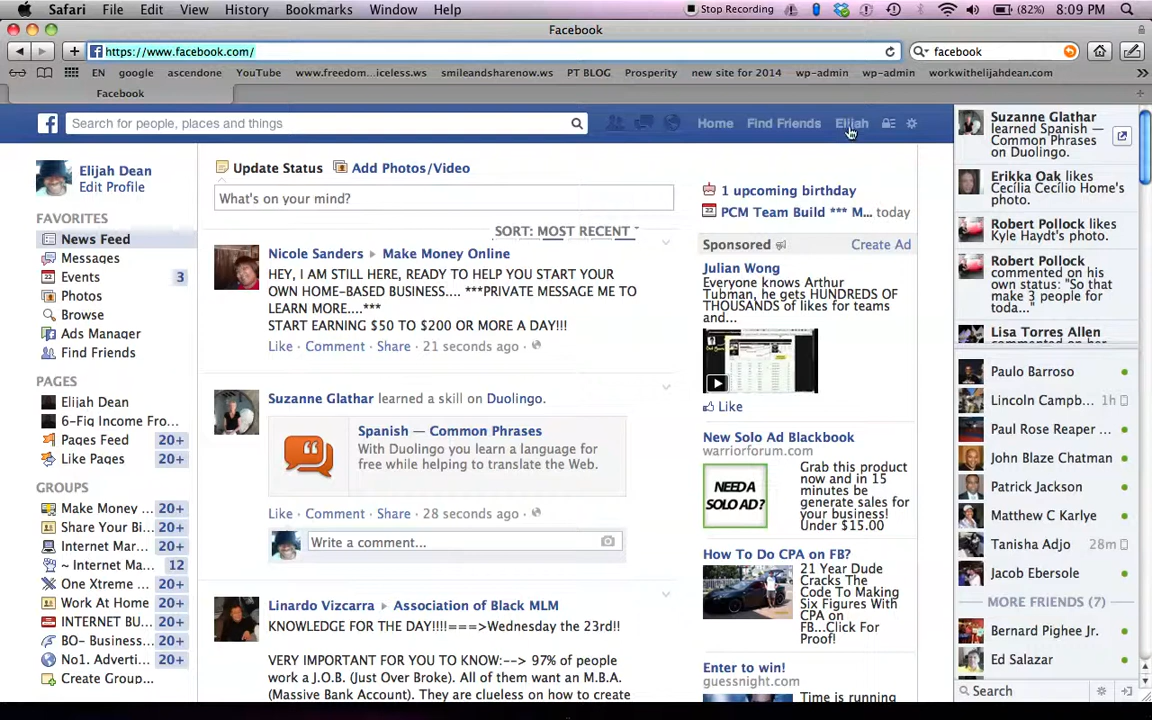 Safari File Edit View History Bookmarks Window Help Stop Recording (82%) 8:09 PM
Facebook
https://www.facebook.com/ facebook
EN google ascendone YouTube www.freedom...iceless.ws smileandsharenow.ws PT BLOG Prosperity new site for 2014 wp-admin wp-admin workwithelijahdean.com
Facebook
Search for people, places and things Home Find Friends Elijah
Elijah Dean
Edit Profile
FAVORITES
News Feed
Messages
Events 3
Photos
Browse
Ads Manager
Find Friends
PAGES
Elijah Dean
6-Fig Income Fro...
Pages Feed 20+
Like Pages 20+
GROUPS
Make Money ... 20+
Share Your Bi... 20+
Internet Mar... 20+
~ Internet Ma... 12
One Xtreme ... 20+
Work At Home 20+
INTERNET BU... 20+
BO- Business... 20+
No1. Adverti... 20+
Create Group...
Update Status Add Photos/Video
What's on your mind?
SORT: MOST RECENT
Nicole Sanders Make Money Online
HEY, I AM STILL HERE, READY TO HELP YOU START YOUR
OWN HOME-BASED BUSINESS.... ***PRIVATE MESSAGE ME TO
LEARN MORE....***
START EARNING $50 TO $200 OR MORE A DAY!!!
Like · Comment · Share · 21 seconds ago ·
Suzanne Glathar learned a skill on Duolingo.
Spanish — Common Phrases
With Duolingo you learn a language for
free while helping to translate the Web.
Like · Comment · Share · 28 seconds ago ·
Write a comment...
Linardo Vizcarra Association of Black MLM
KNOWLEDGE FOR THE DAY!!!!===>Wednesday the 23rd!!
VERY IMPORTANT FOR YOU TO KNOW:--> 97% of people
work a J.O.B. (Just Over Broke). All of them want an M.B.A.
(Massive Bank Account). They are clueless on how to create
1 upcoming birthday
PCM Team Build *** M... today
Sponsored Create Ad
Julian Wong
Everyone knows Arthur
Tubman, he gets HUNDREDS OF
THOUSANDS of likes for teams
and...
Like
New Solo Ad Blackbook
warriorforum.com
NEED A
SOLO AD?
Grab this product
now and in 15
minutes be
generate sales for
your business!
Under $15.00
How To Do CPA on FB?
21 Year Dude
Cracks The
Code To Making
Six Figures With
CPA on
FB...Click For
Proof!
Enter to win!
guessnight.com
Time is running
Suzanne Glathar
learned Spanish —
Common Phrases
on Duolingo.
Erikka Oak likes
Cecília Cecílio Home's
photo.
Robert Pollock likes
Kyle Haydt's photo.
Robert Pollock
commented on his
own status: "So that
make 3 people for
toda..."
Lisa Torres Allen
Paulo Barroso
Lincoln Campb... 1h
Paul Rose Reaper ...
John Blaze Chatman
Patrick Jackson
Matthew C Karlye
Tanisha Adjo 28m
Jacob Ebersole
MORE FRIENDS (7)
Bernard Pighee Jr.
Ed Salazar
Search